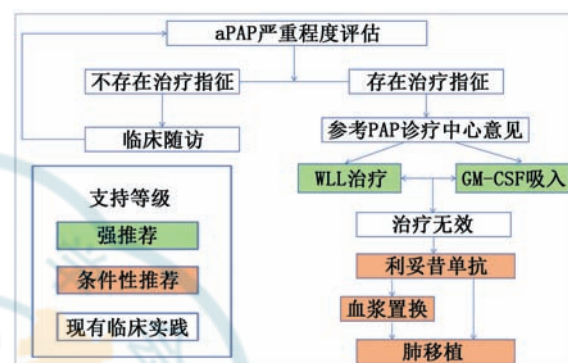 aPAP严重程度评估
不存在治疗指征
存在治疗指征
临床随访
参考PAP诊疗中心意见
WLL治疗
GM-CSF吸入
治疗无效
利妥昔单抗
血浆置换
肺移植
支持等级
强推荐
条件性推荐
现有临床实践